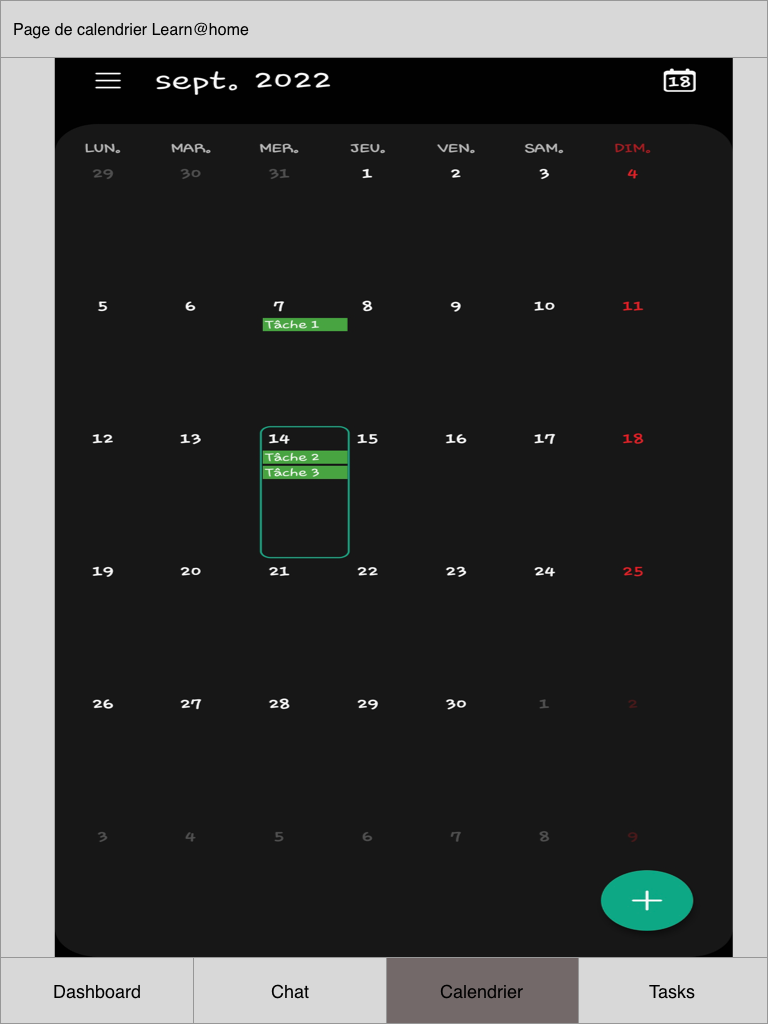 Page de calendrier Learn@home
sept. 2022 18
LUN. MAR. MER. JEU. VEN. SAM. DIM.
29 30 31 1 2 3 4
5 6 7 8 9 10 11
Tâche 1
12 13 14 15 16 17 18
Tâche 2
Tâche 3
19 20 21 22 23 24 25
26 27 28 29 30 1 2
3 4 5 6 7 8 9
Dashboard Chat Calendrier Tasks